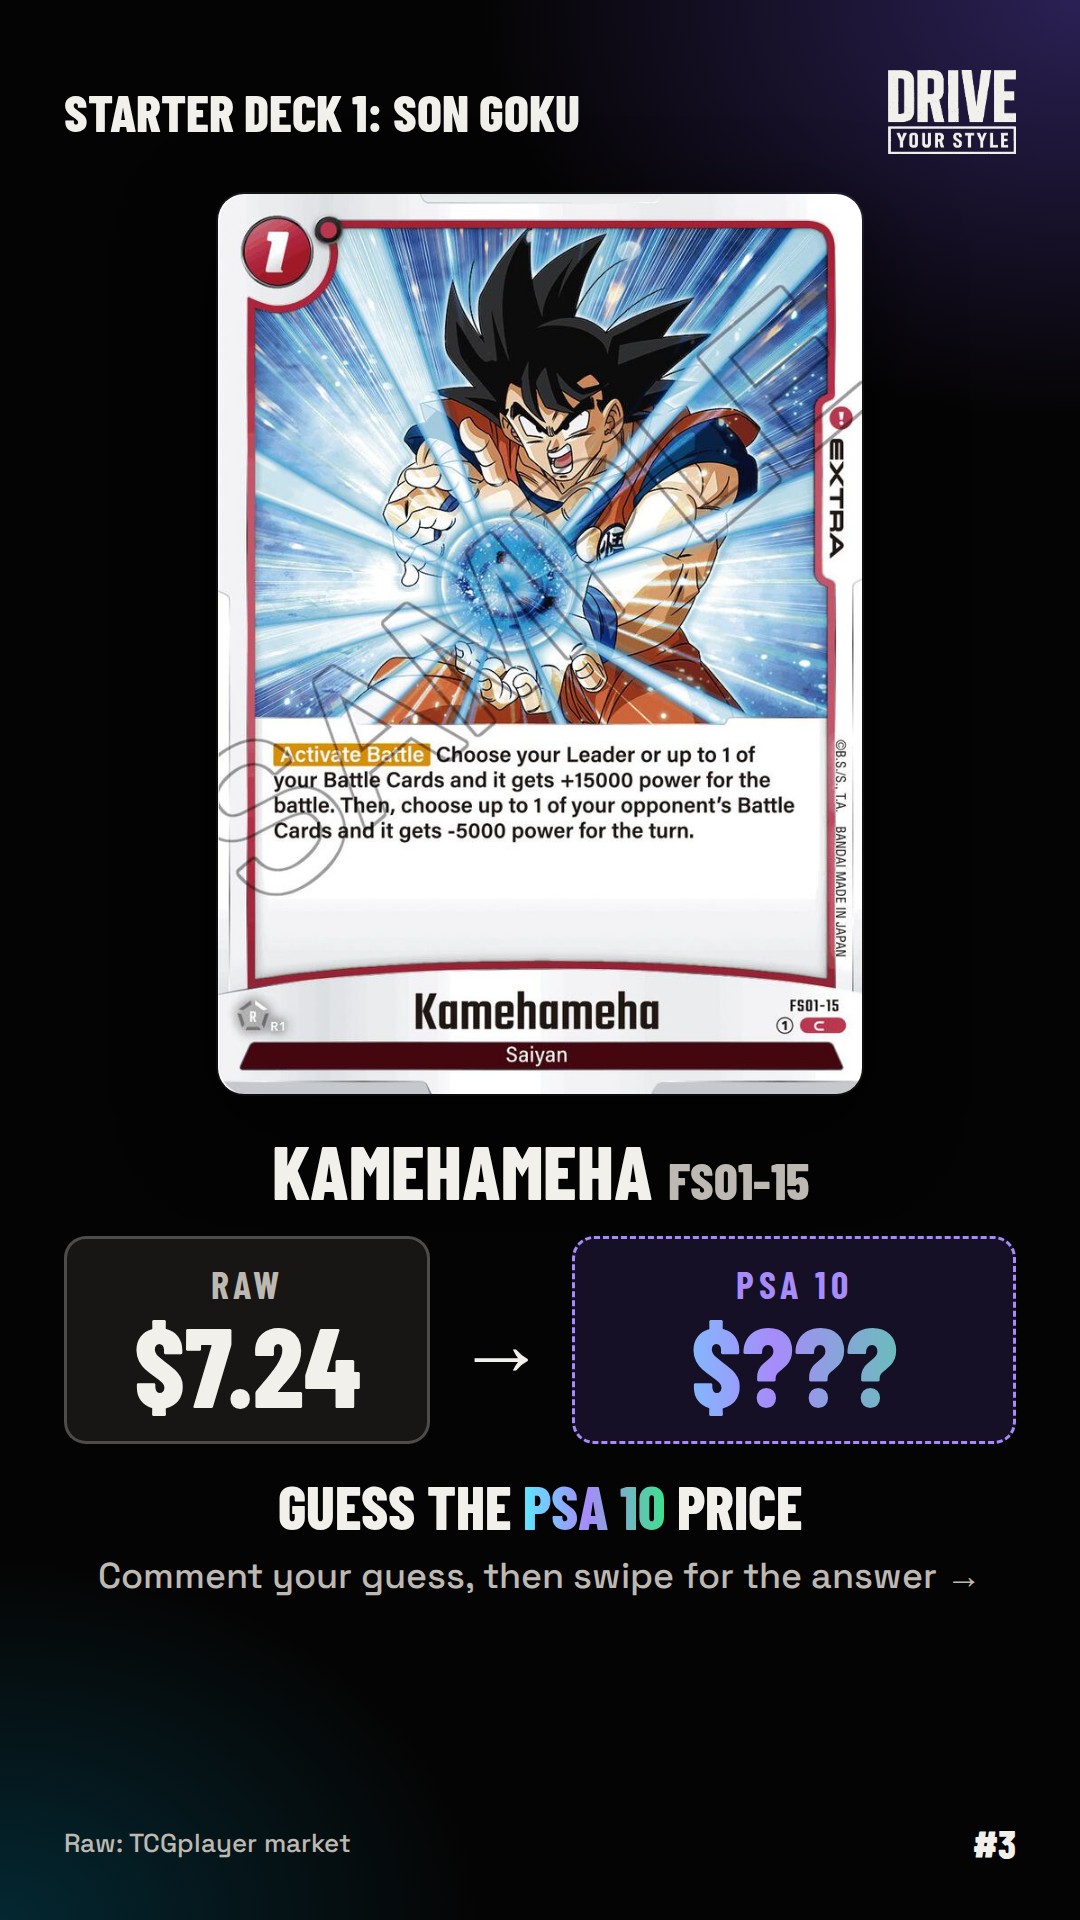 STARTER DECK 1: SON GOKU
DRIVE
YOUR STYLE
1
! EXTRA
悟
SAMPLE
Activate Battle Choose your Leader or up to 1 of
your Battle Cards and it gets +15000 power for the
battle. Then, choose up to 1 of your opponent's Battle
Cards and it gets -5000 power for the turn.
©B.S./S., T.A. BANDAI MADE IN JAPAN
R R1
Kamehameha
FS01-15
1 C
Saiyan
KAMEHAMEHA FS01-15
RAW
$7.24
→
PSA 10
$???
GUESS THE PSA 10 PRICE
Comment your guess, then swipe for the answer →
Raw: TCGplayer market
#3